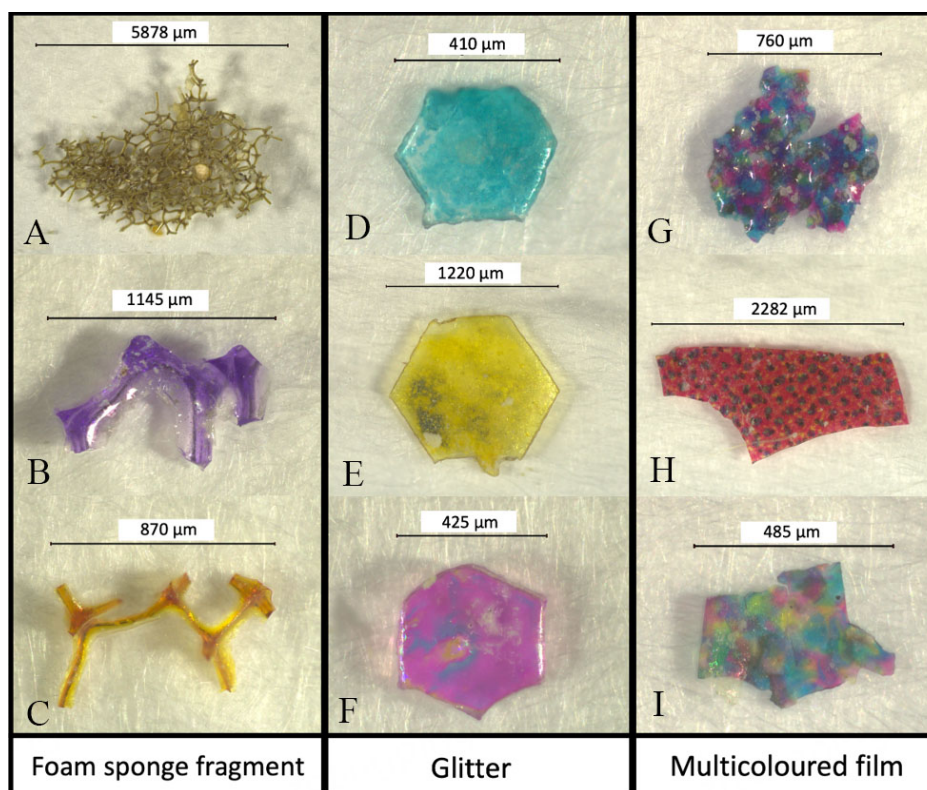 5878 µm
A
1145 µm
B
870 µm
C
Foam sponge fragment
410 µm
D
1220 µm
E
425 µm
F
Glitter
760 µm
G
2282 µm
H
485 µm
I
Multicoloured film